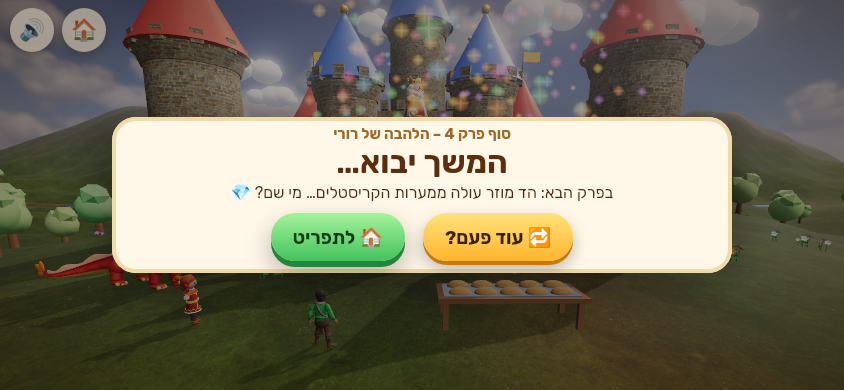 סוף פרק 4 – הלהבה של רורי
המשך יבוא...
בפרק הבא: הד מוזר עולה ממערות הקריסטלים... מי שם? 💎
🔁 עוד פעם?
🏠 לתפריט